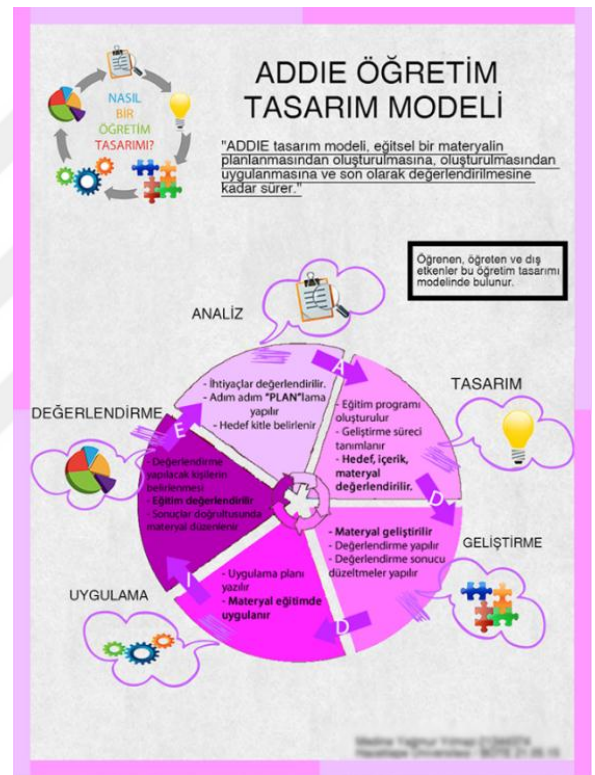 NASIL
BİR
ÖĞRETİM
TASARIMI?
ADDIE ÖĞRETİM
TASARIM MODELİ
"ADDIE tasarım modeli, eğitsel bir materyalin
planlanmasından oluşturulmasına, oluşturulmasından
uygulanmasına ve son olarak değerlendirilmesine
kadar sürer."
Öğrenen, öğreten ve dış
etkenler bu öğretim tasarımı
modelinde bulunur.
ANALİZ
A
- İhtiyaçlar değerlendirilir.
- Adım adım "PLAN"lama
yapılır
- Hedef kitle belirlenir
TASARIM
- Eğitim programı
oluşturulur
- Geliştirme süreci
tanımlanır
- Hedef, içerik,
materyal
değerlendirilir.
D
GELİŞTİRME
- Materyal geliştirilir
- Değerlendirme yapılır
- Değerlendirme sonucu
düzeltmeler yapılır
D
UYGULAMA
- Uygulama planı
yazılır
- Materyal eğitimde
uygulanır
I
DEĞERLENDİRME
E
- Değerlendirme
yapılacak kişilerin
belirlenmesi
- Eğitim değerlendirilir
- Sonuçlar doğrultusunda
materyal düzenlenir